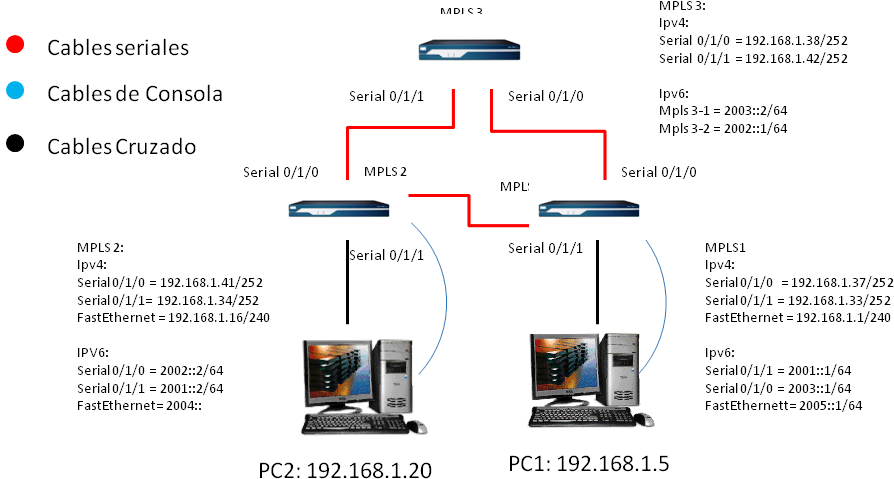 MPLS 3
Cables seriales
Cables de Consola
Cables Cruzado
MPLS 3:
Ipv4:
Serial 0/1/0 = 192.168.1.38/252
Serial 0/1/1 = 192.168.1.42/252
Ipv6:
Mpls 3-1 = 2003::2/64
Mpls 3-2 = 2002::1/64
Serial 0/1/1
Serial 0/1/0
Serial 0/1/0
MPLS 2
MPL
Serial 0/1/0
Serial 0/1/1
Serial 0/1/1
MPLS 2:
Ipv4:
Serial 0/1/0 = 192.168.1.41/252
Serial 0/1/1= 192.168.1.34/252
FastEthernet = 192.168.1.16/240
IPV6:
Serial 0/1/0 = 2002::2/64
Serial 0/1/1 = 2001::2/64
FastEthernet= 2004::
MPLS1
Ipv4:
Serial 0/1/0 = 192.168.1.37/252
Serial 0/1/1 = 192.168.1.33/252
FastEthernet = 192.168.1.1/240
Ipv6:
Serial 0/1/1 = 2001::1/64
Serial 0/1/0 = 2003::1/64
FastEthernett= 2005::1/64
PC2: 192.168.1.20
PC1: 192.168.1.5